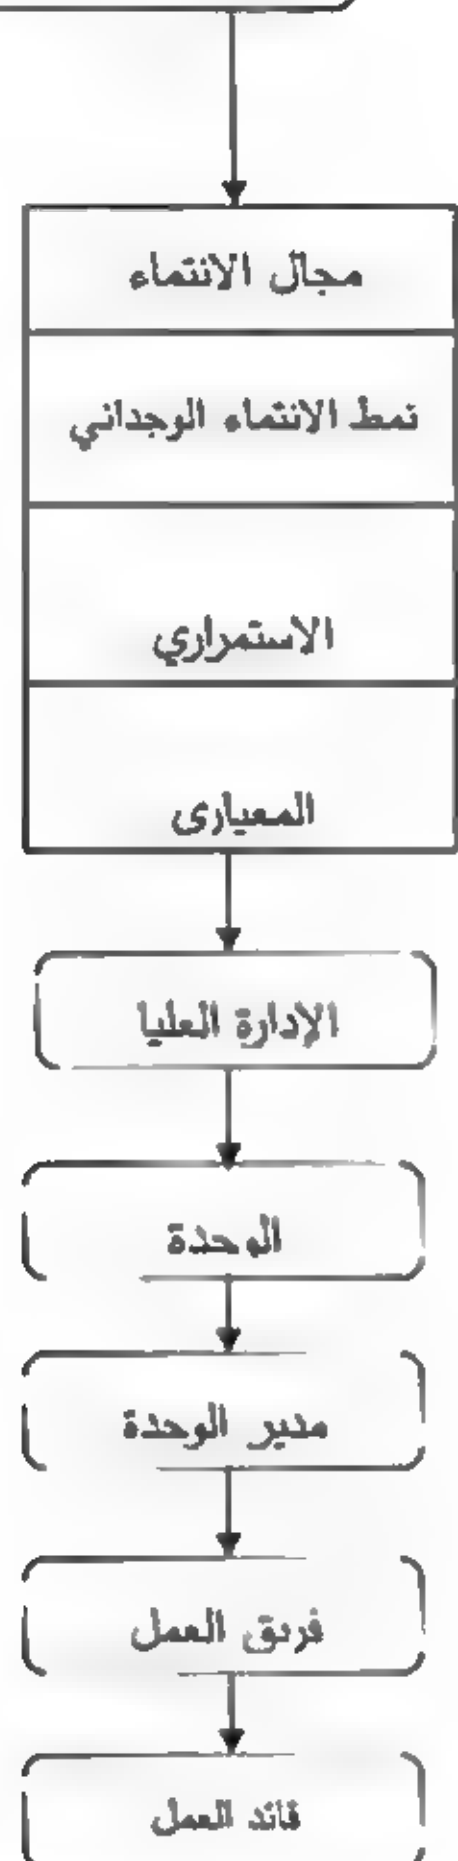 مجال الانتماء
نمط الانتماء الوجداني
الاستمراري
المعيارى
الإدارة العليا
الوحدة
مدير الوحدة
فريق العمل
قائد العمل